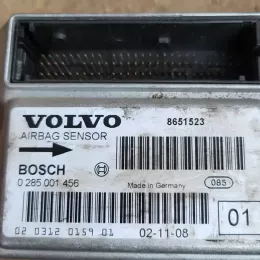 VOLVO 8651523
AIRBAG SENSOR
BOSCH Made in Germany 085
0 285 001 456
01
02 0312 0159 01 02-11-08